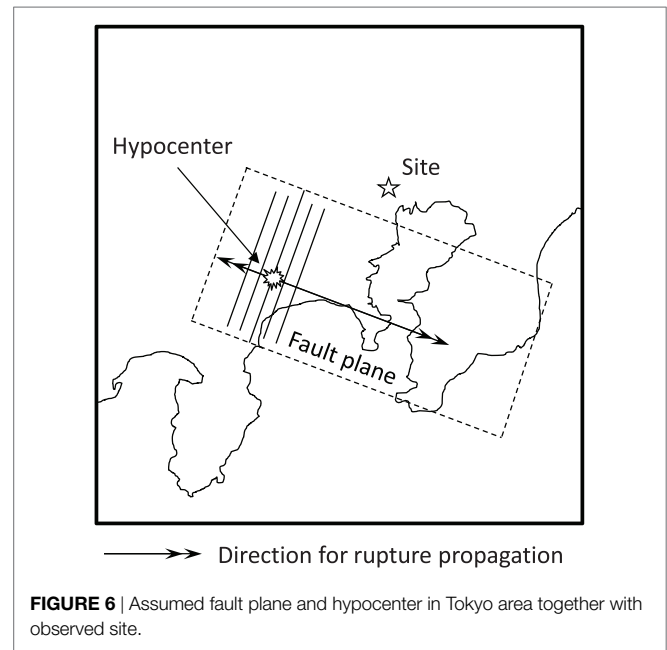 Hypocenter
Site
Fault plane
Direction for rupture propagation
FIGURE 6 | Assumed fault plane and hypocenter in Tokyo area together with
observed site.